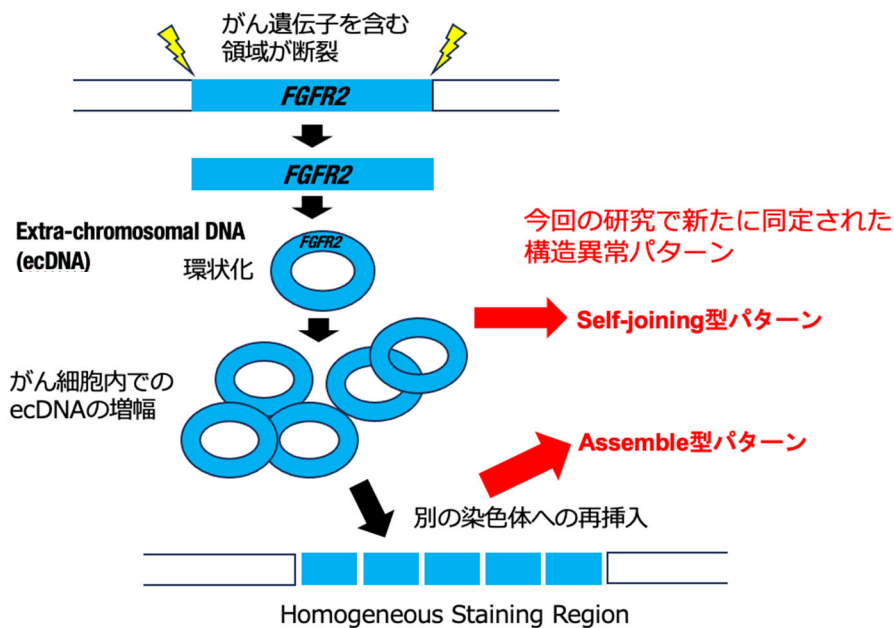 がん遺伝子を含む
領域が断裂
FGFR2
FGFR2
Extra-chromosomal DNA
(ecDNA)
環状化
FGFR2
今回の研究で新たに同定された
構造異常パターン
Self-joining型パターン
がん細胞内での
ecDNAの増幅
Assemble型パターン
別の染色体への再挿入
Homogeneous Staining Region